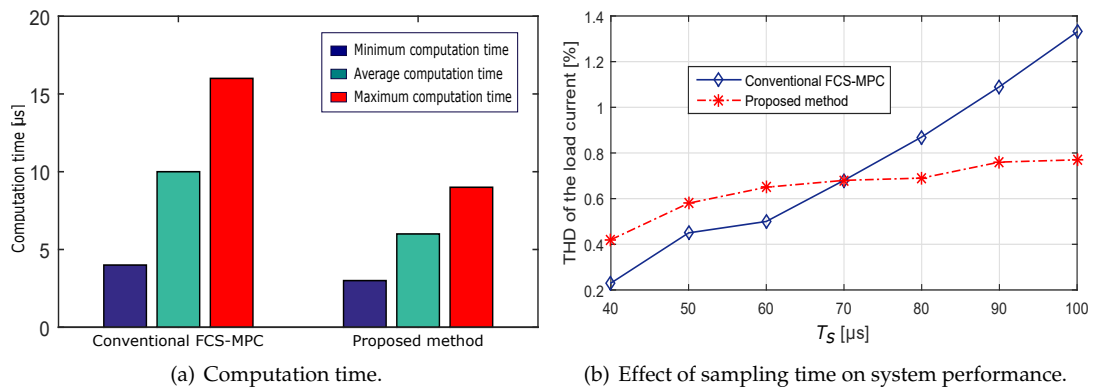 20
15
10
5
0
Computation time [µs]
Minimum computation time
Average computation time
Maximum computation time
Conventional FCS-MPC
Proposed method
(a) Computation time.
1.4
1.2
1
0.8
0.6
0.4
0.2
THD of the load current [%]
Conventional FCS-MPC
Proposed method
40 50 60 70 80 90 100
T_S [µs]
(b) Effect of sampling time on system performance.